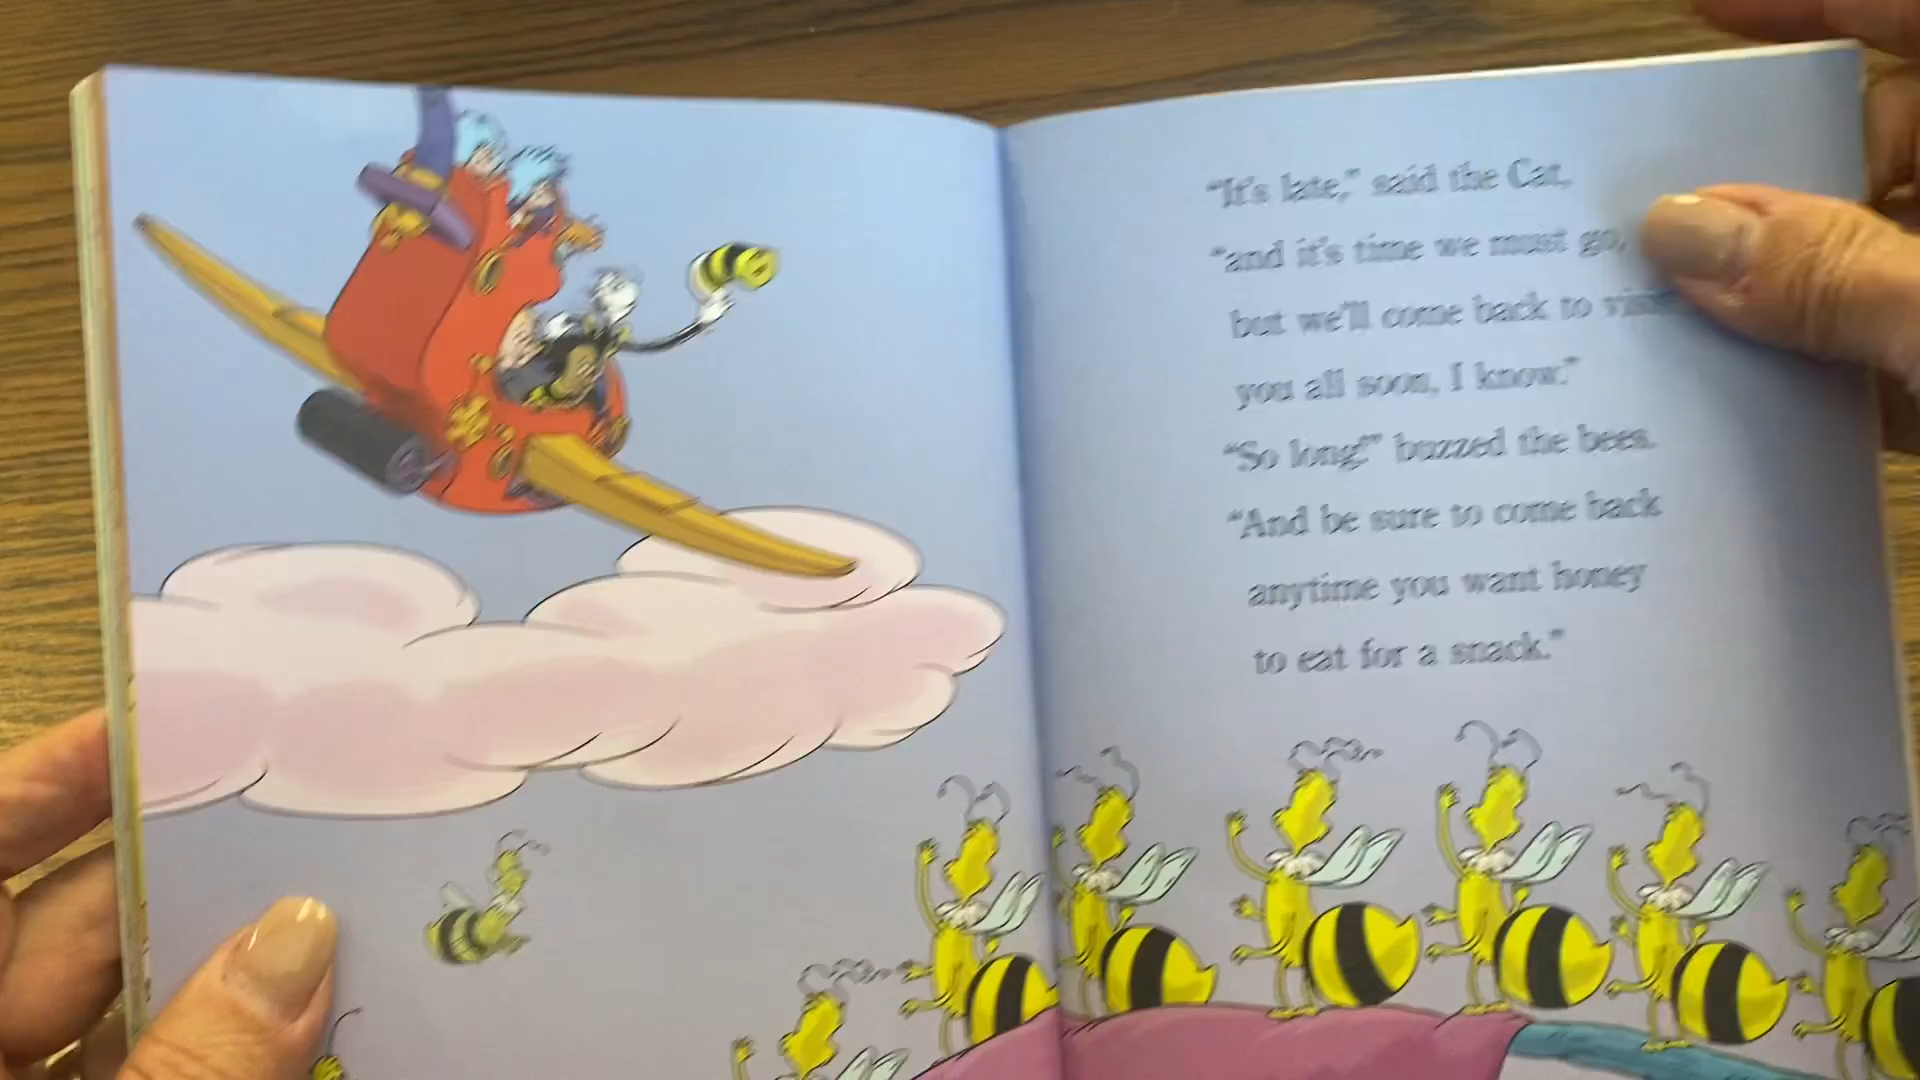 “It’s late,” said the Cat,
“and it’s time we must go,
but we’ll come back to visit
you all soon, I know.”
“So long!” buzzed the bees.
“And be sure to come back
anytime you want honey
to eat for a snack.”